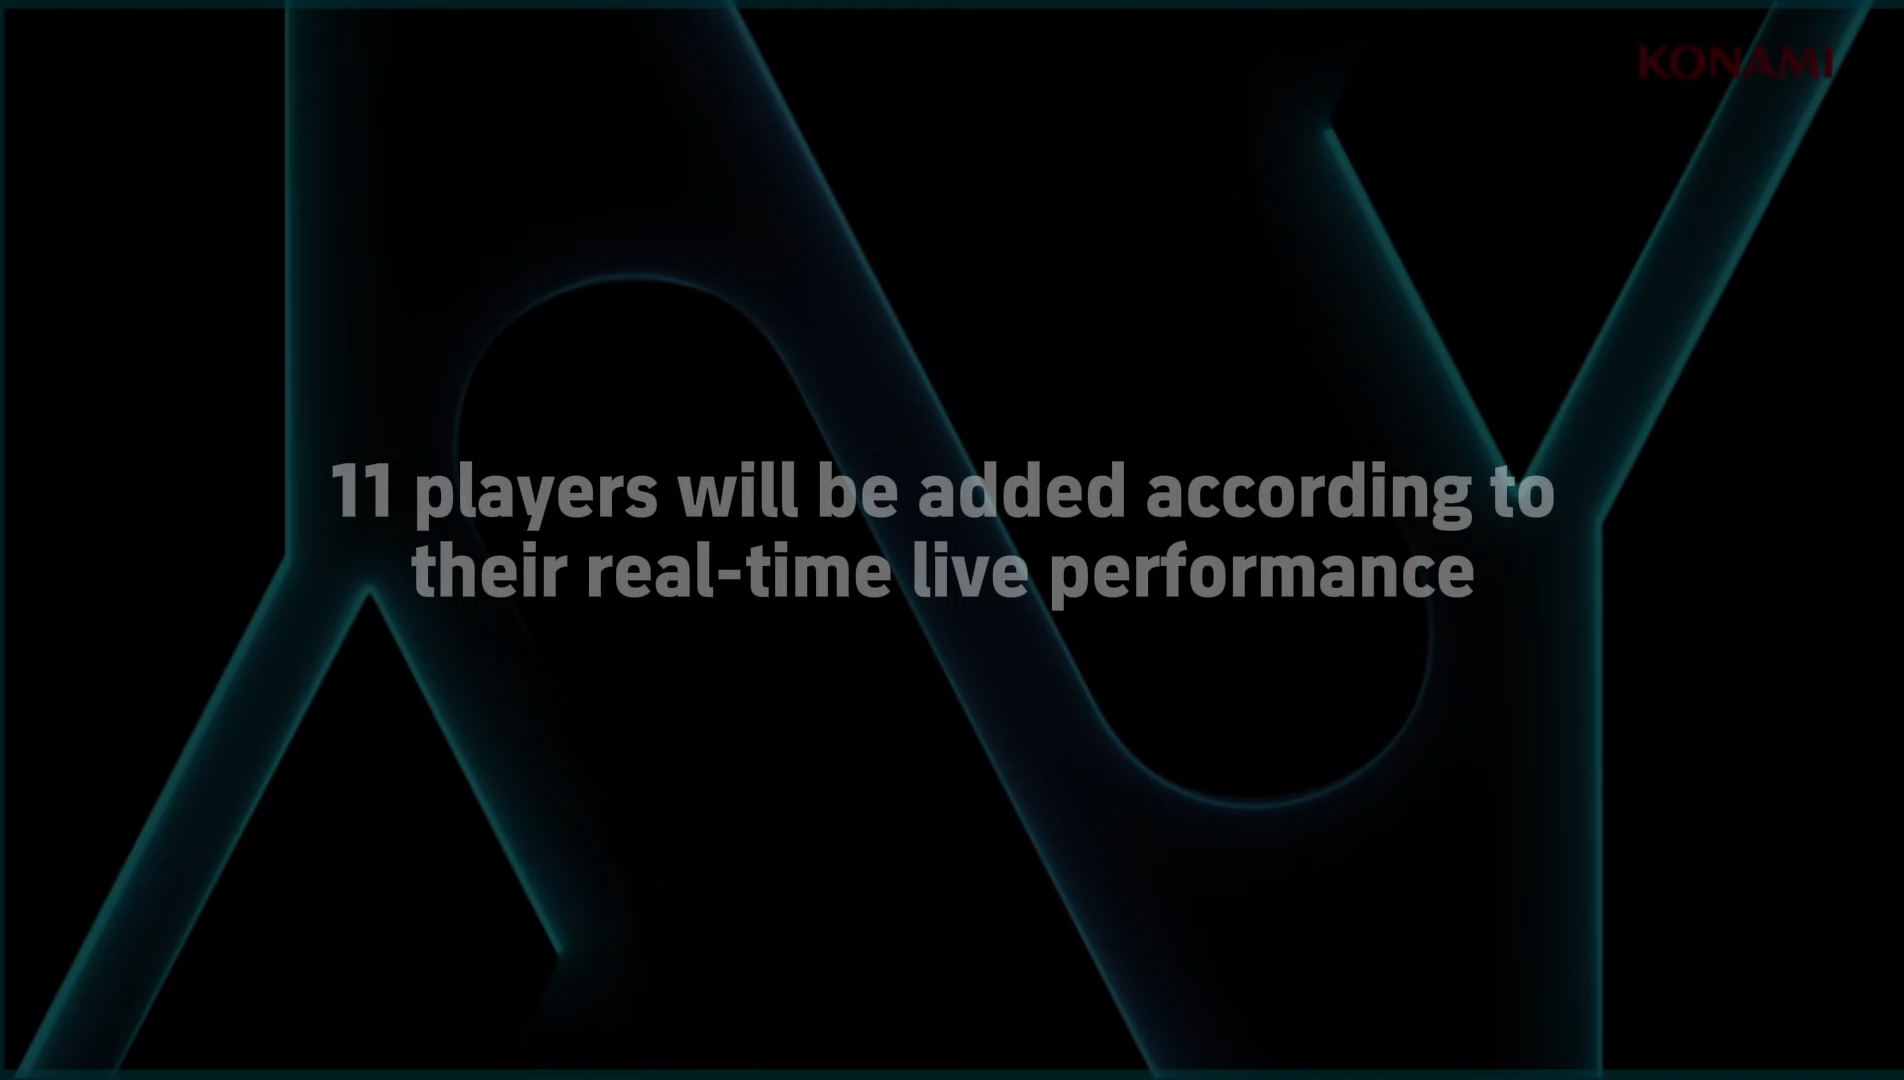 KONAMI
11 players will be added according to
their real-time live performance